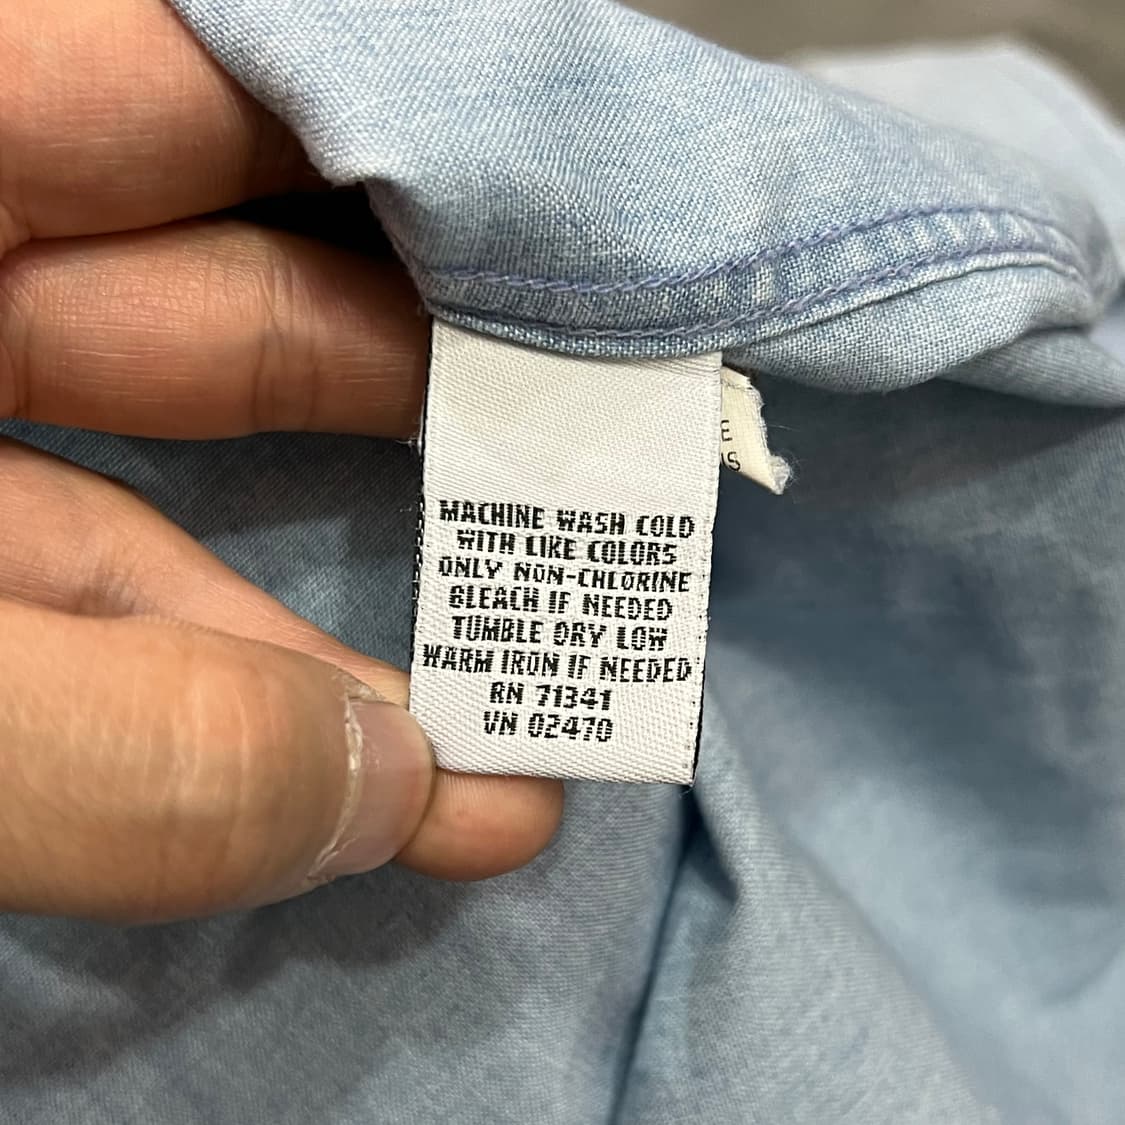 MACHINE WASH COLD
WITH LIKE COLORS
ONLY NON-CHLORINE
BLEACH IF NEEDED
TUMBLE DRY LOW
WARM IRON IF NEEDED
RN 71341
VN 02470
E